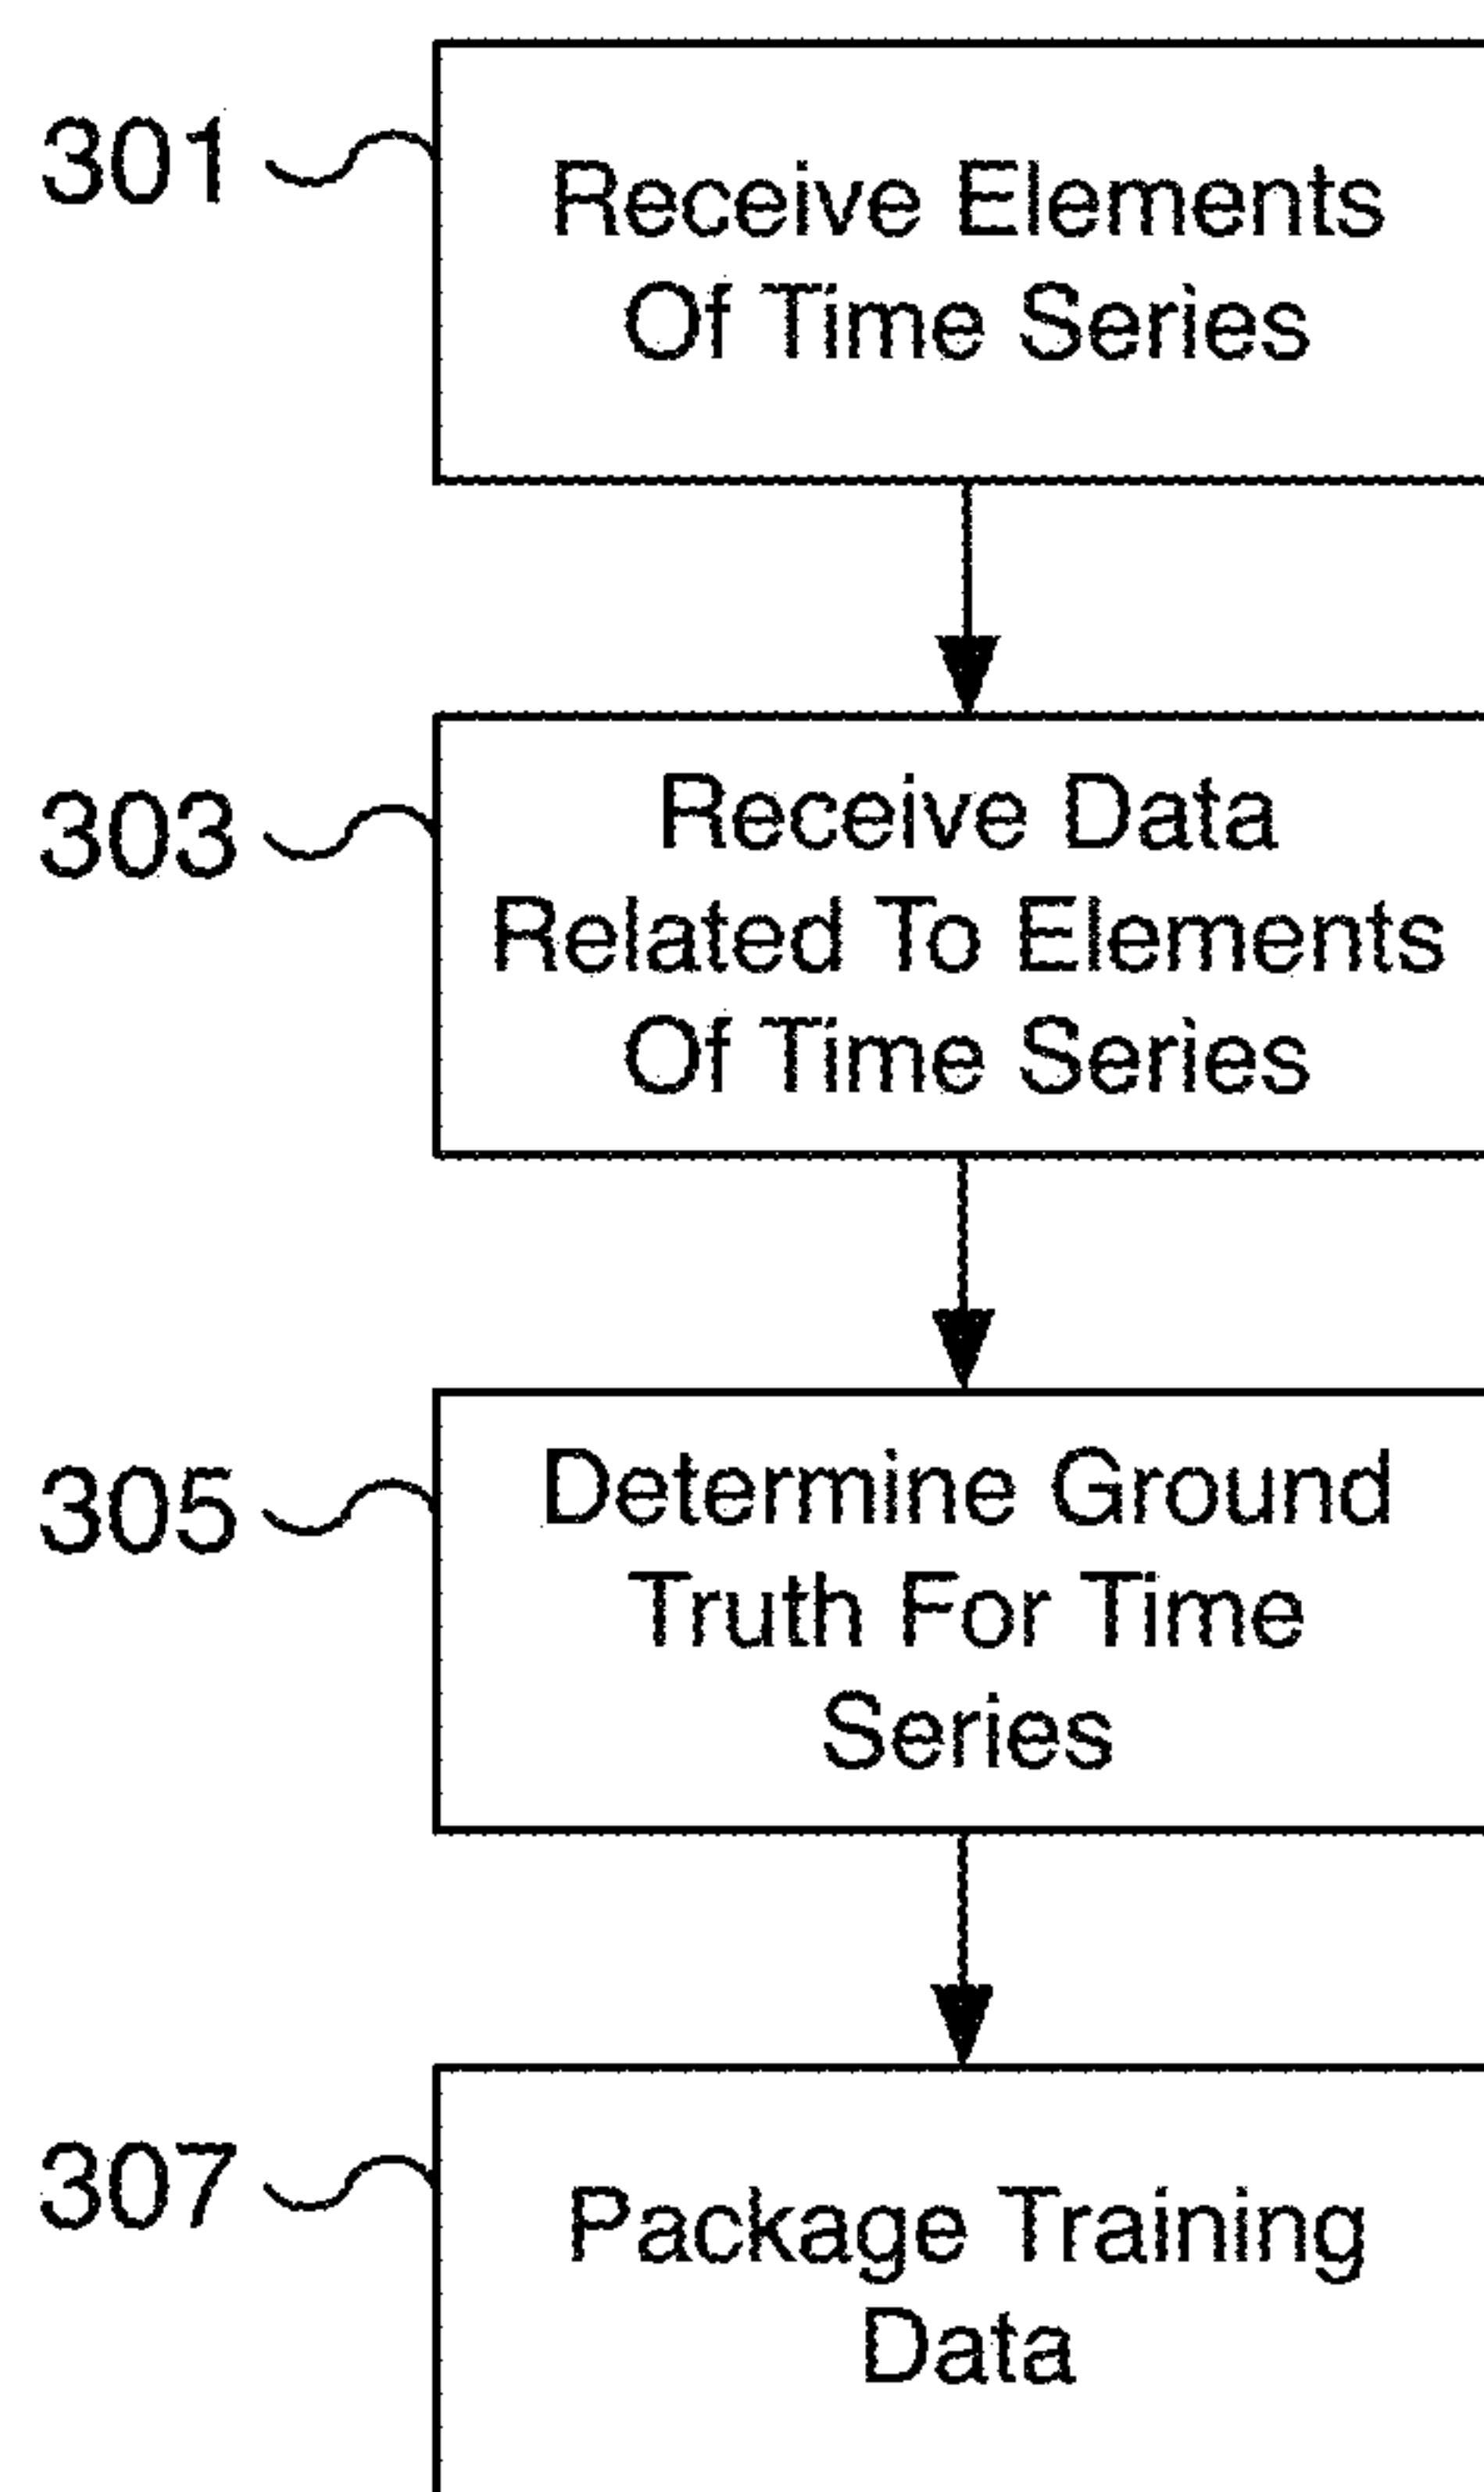 301
Receive Elements
Of Time Series
303
Receive Data
Related To Elements
Of Time Series
305
Determine Ground
Truth For Time
Series
307
Package Training
Data